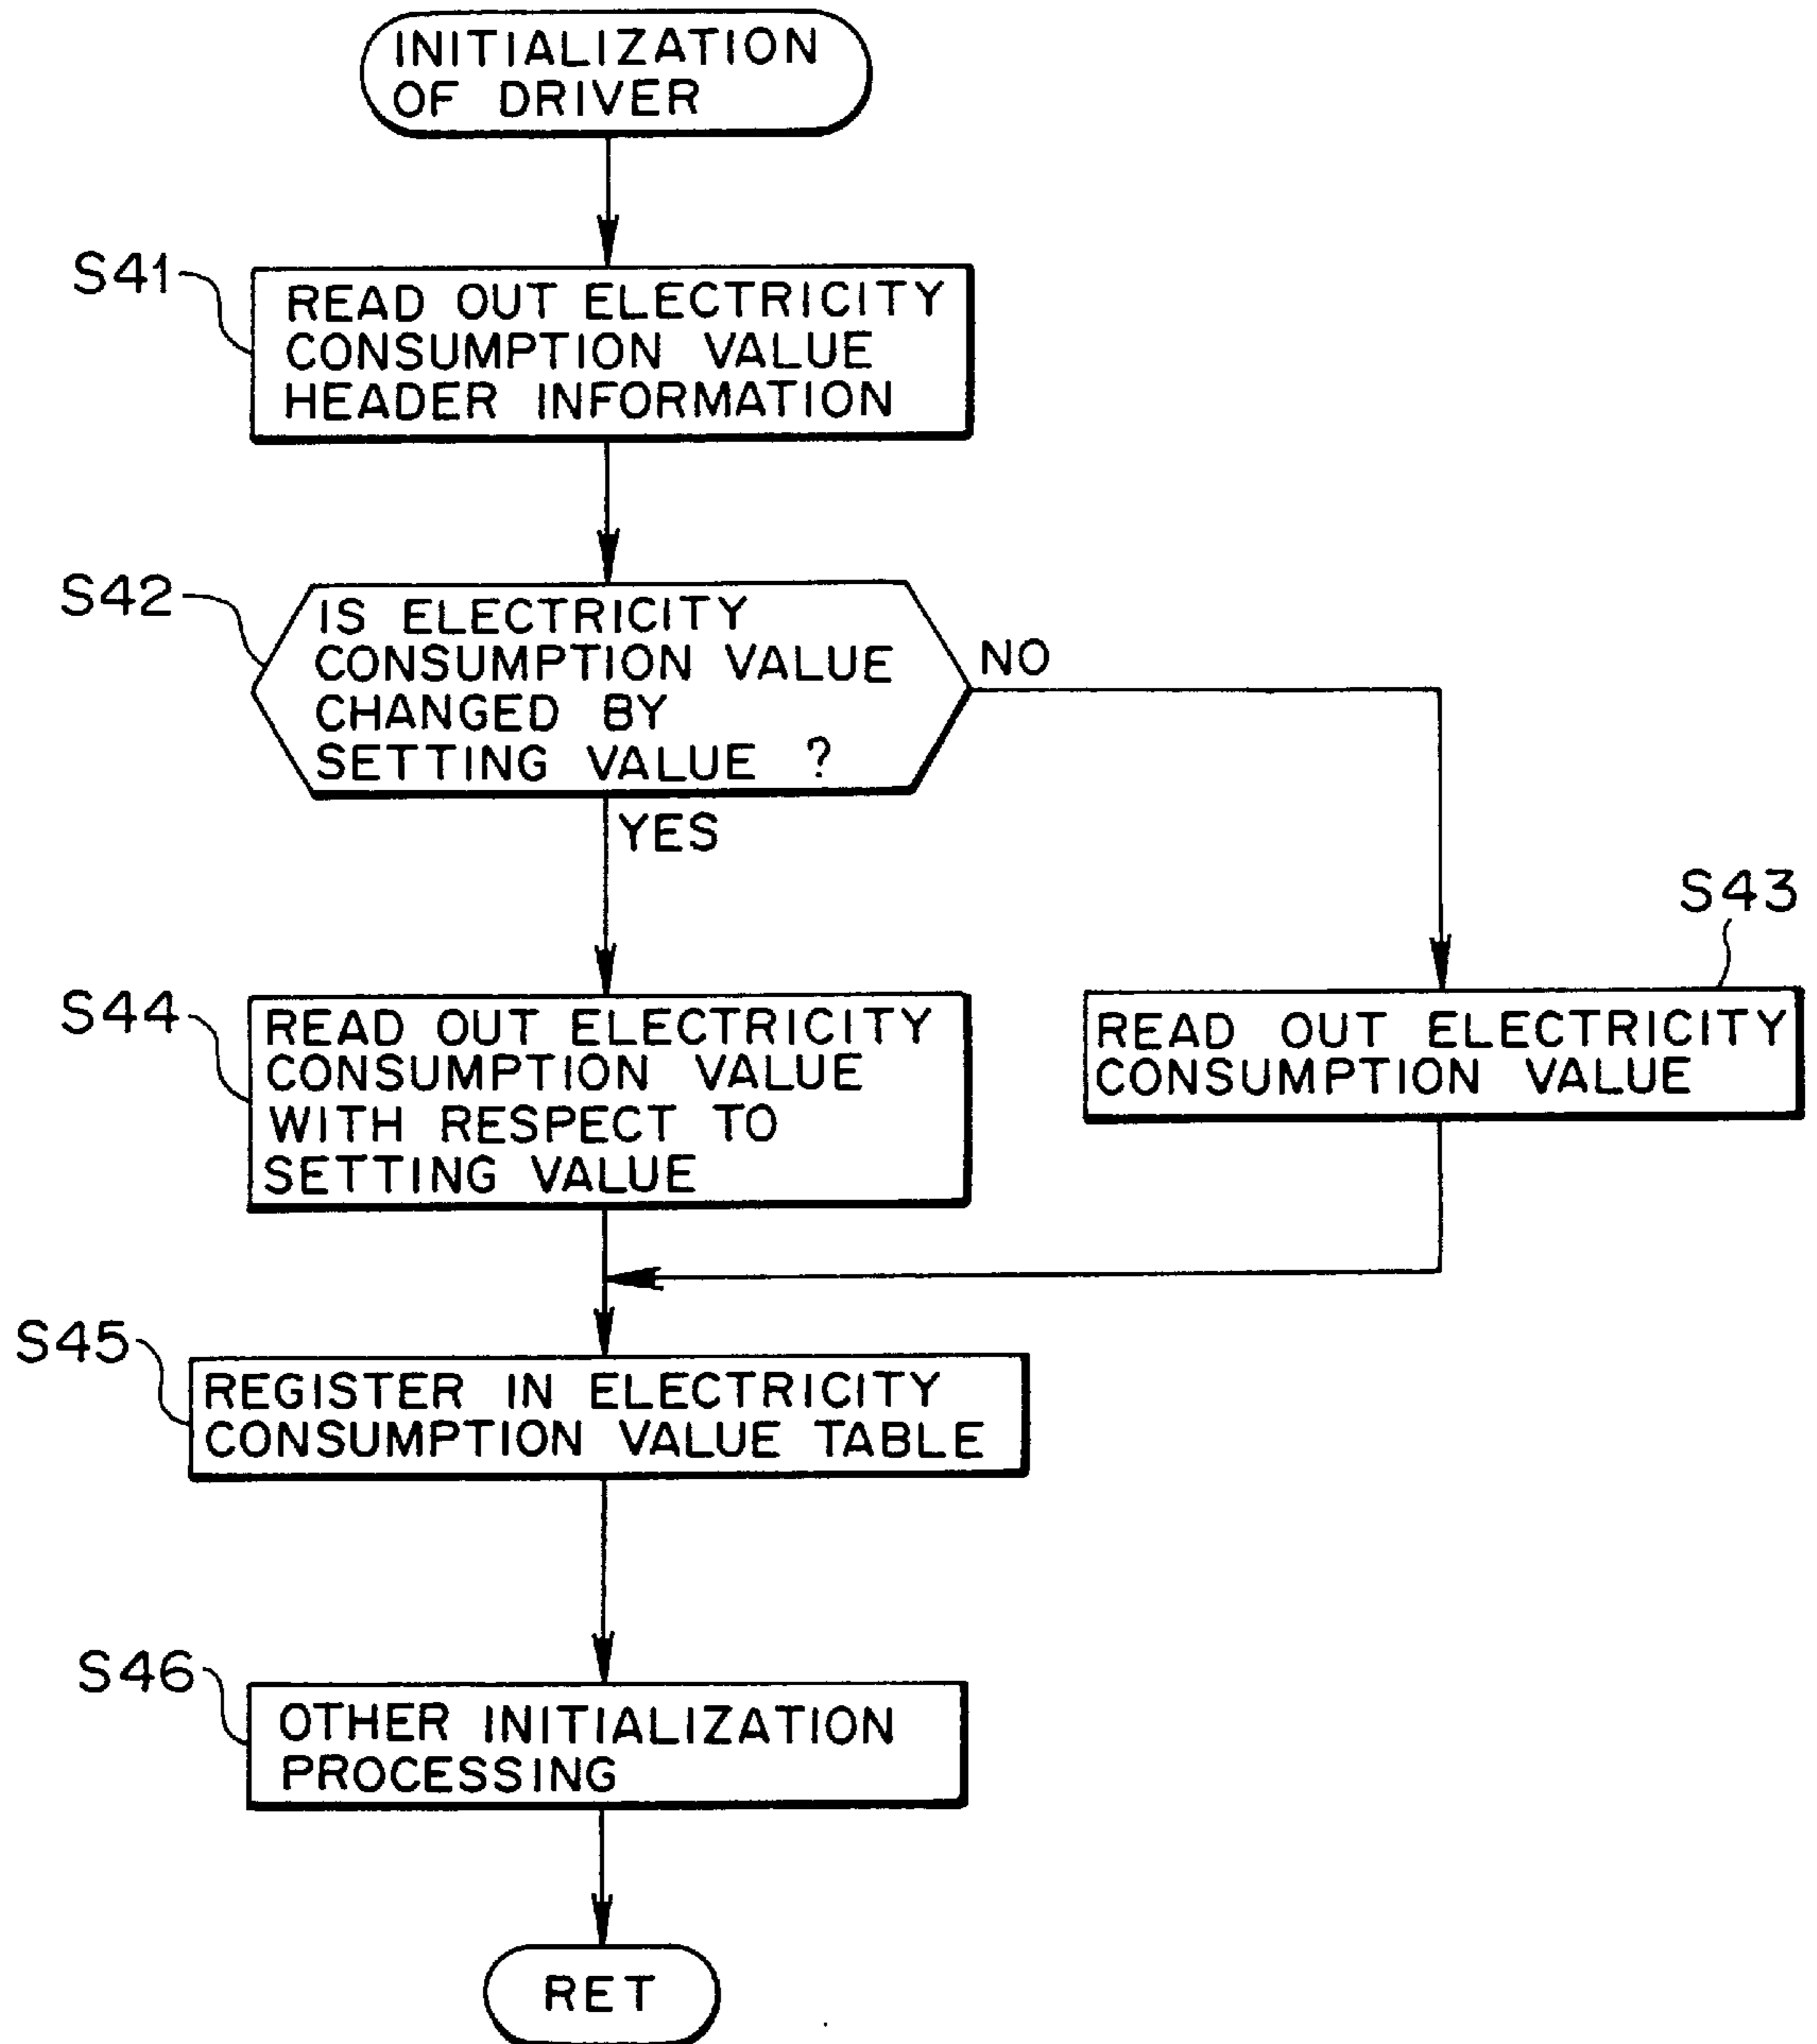 INITIALIZATION
OF DRIVER
S41
READ OUT ELECTRICITY
CONSUMPTION VALUE
HEADER INFORMATION
S42
IS ELECTRICITY
CONSUMPTION VALUE
CHANGED BY
SETTING VALUE ?
NO
YES
S43
S44
READ OUT ELECTRICITY
CONSUMPTION VALUE
WITH RESPECT TO
SETTING VALUE
READ OUT ELECTRICITY
CONSUMPTION VALUE
S45
REGISTER IN ELECTRICITY
CONSUMPTION VALUE TABLE
S46
OTHER INITIALIZATION
PROCESSING
RET